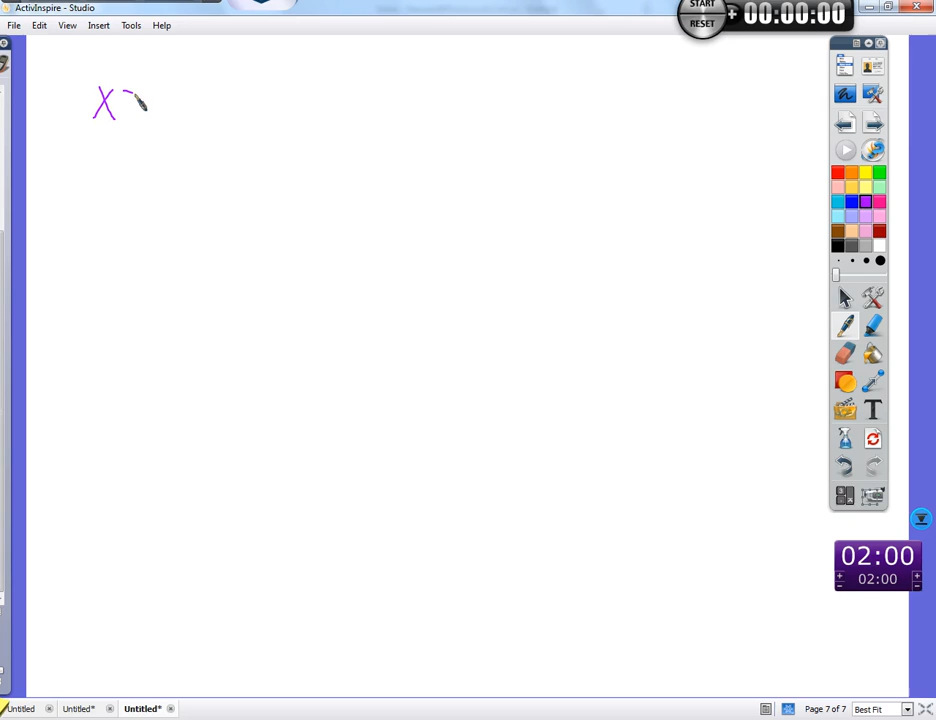 ActivInspire - Studio
START
RESET
00:00:00
File Edit View Insert Tools Help
X
02:00
02:00
Untitled Untitled* Untitled* Page 7 of 7 Best Fit